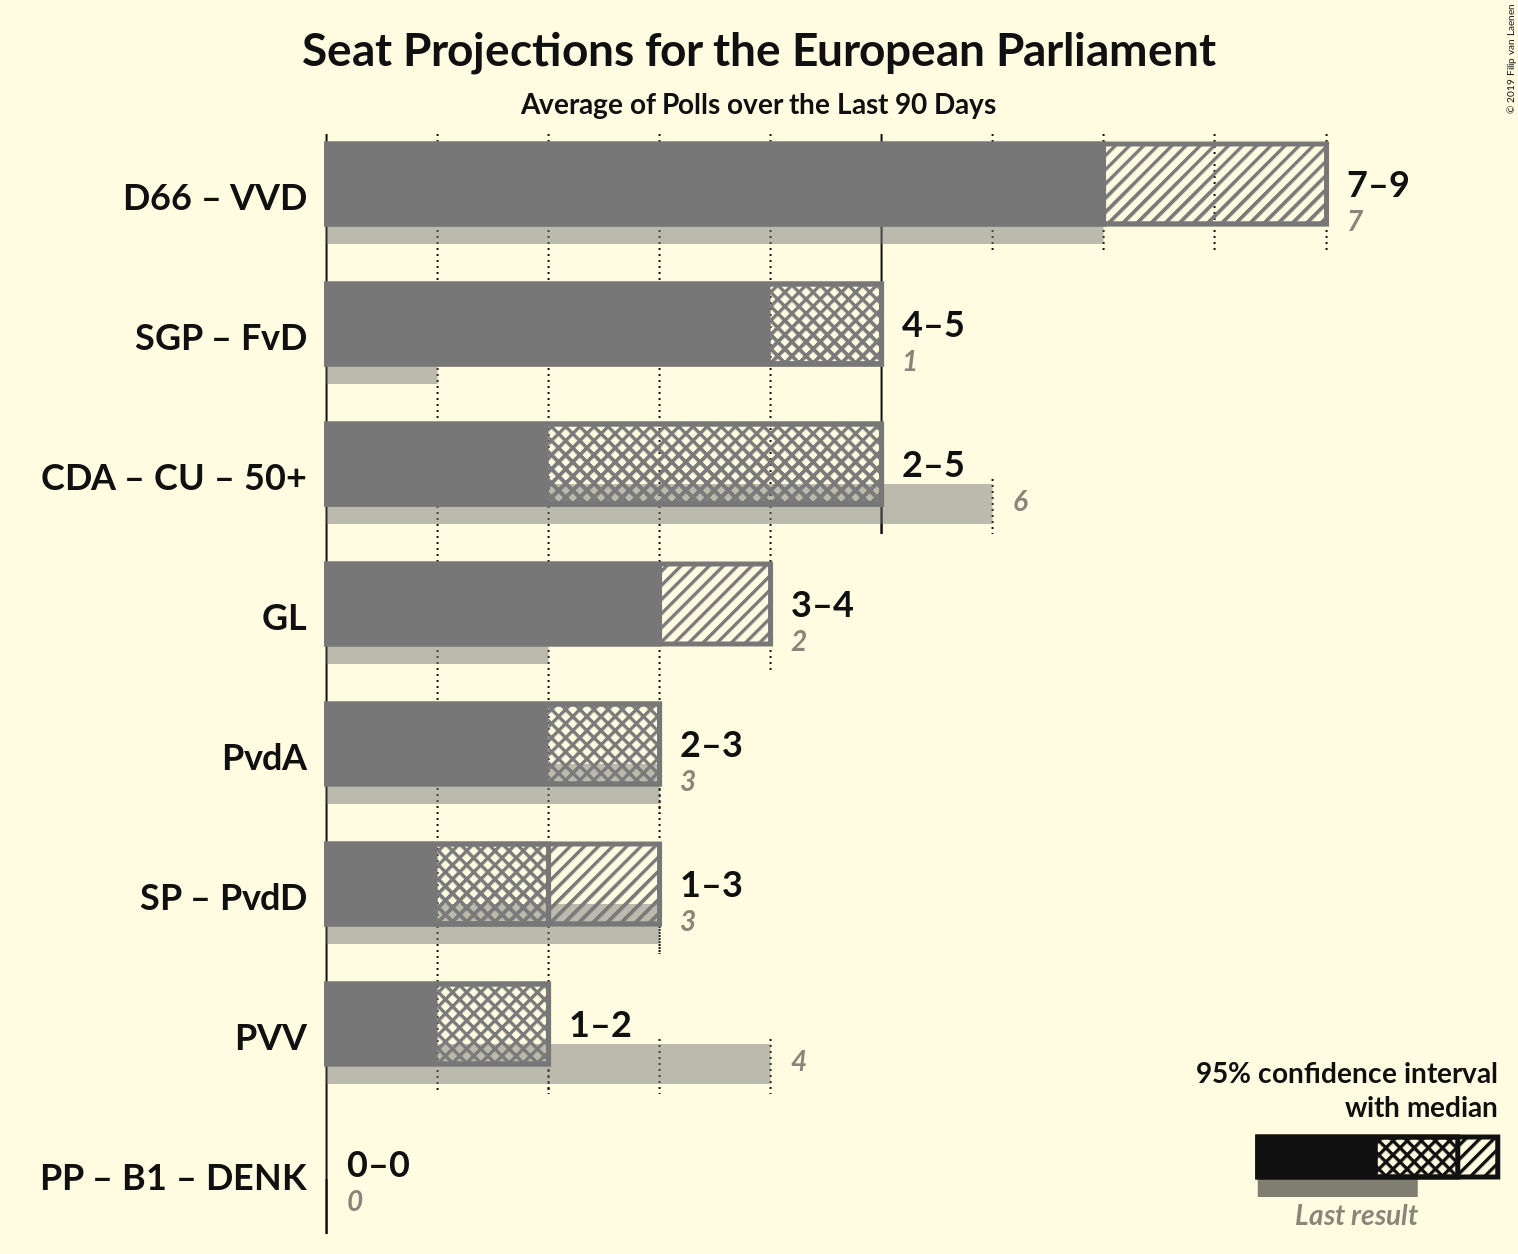 Seat Projections for the European Parliament
Average of Polls over the Last 90 Days
© 2019 Filip van Laenen
D66 – VVD
7–9
7
SGP – FvD
4–5
1
CDA – CU – 50+
2–5
6
GL
3–4
2
PvdA
2–3
3
SP – PvdD
1–3
3
PVV
1–2
4
PP – B1 – DENK
0–0
0
95% confidence interval
with median
Last result